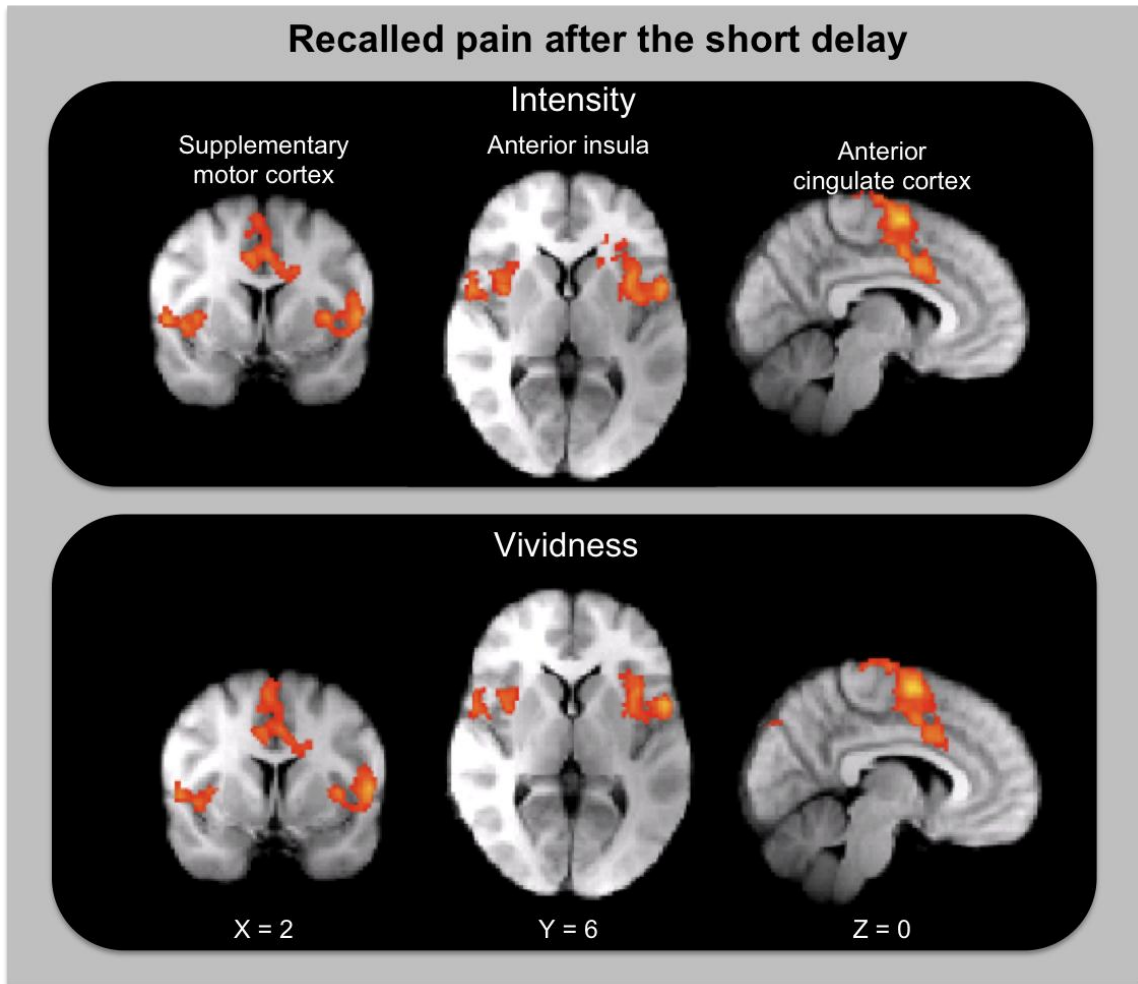 Recalled pain after the short delay
Intensity
Supplementary
motor cortex
Anterior insula
Anterior
cingulate cortex
Vividness
X = 2
Y = 6
Z = 0